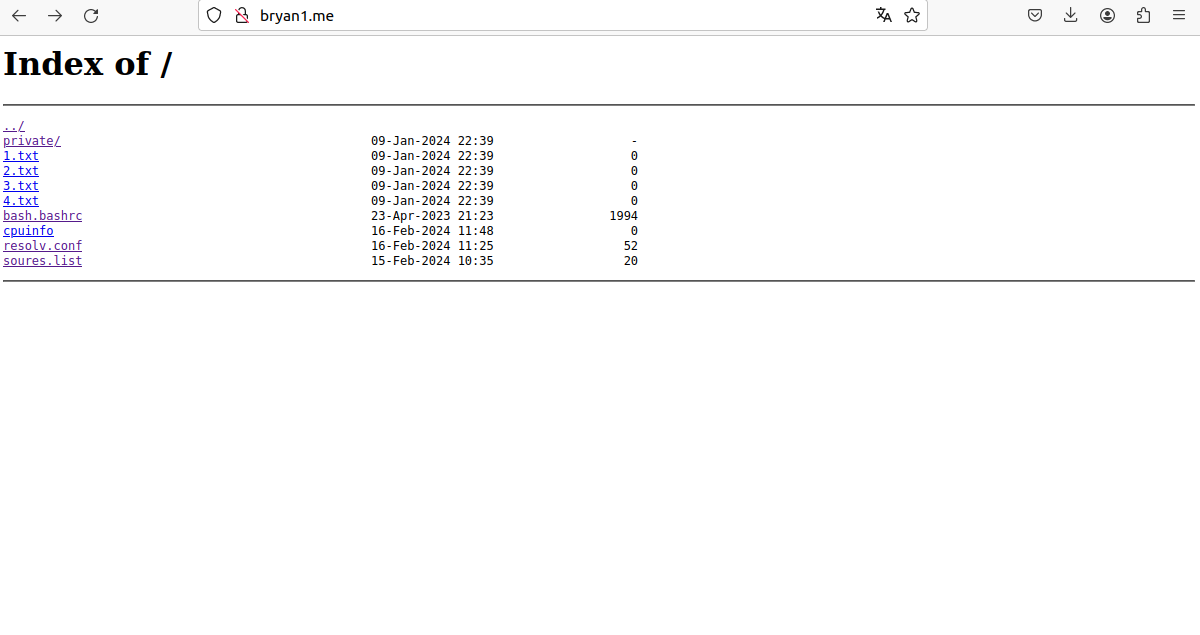 bryan1.me
Index of /
../
private/ 09-Jan-2024 22:39 -
1.txt 09-Jan-2024 22:39 0
2.txt 09-Jan-2024 22:39 0
3.txt 09-Jan-2024 22:39 0
4.txt 09-Jan-2024 22:39 0
bash.bashrc 23-Apr-2023 21:23 1994
cpuinfo 16-Feb-2024 11:48 0
resolv.conf 16-Feb-2024 11:25 52
soures.list 15-Feb-2024 10:35 20